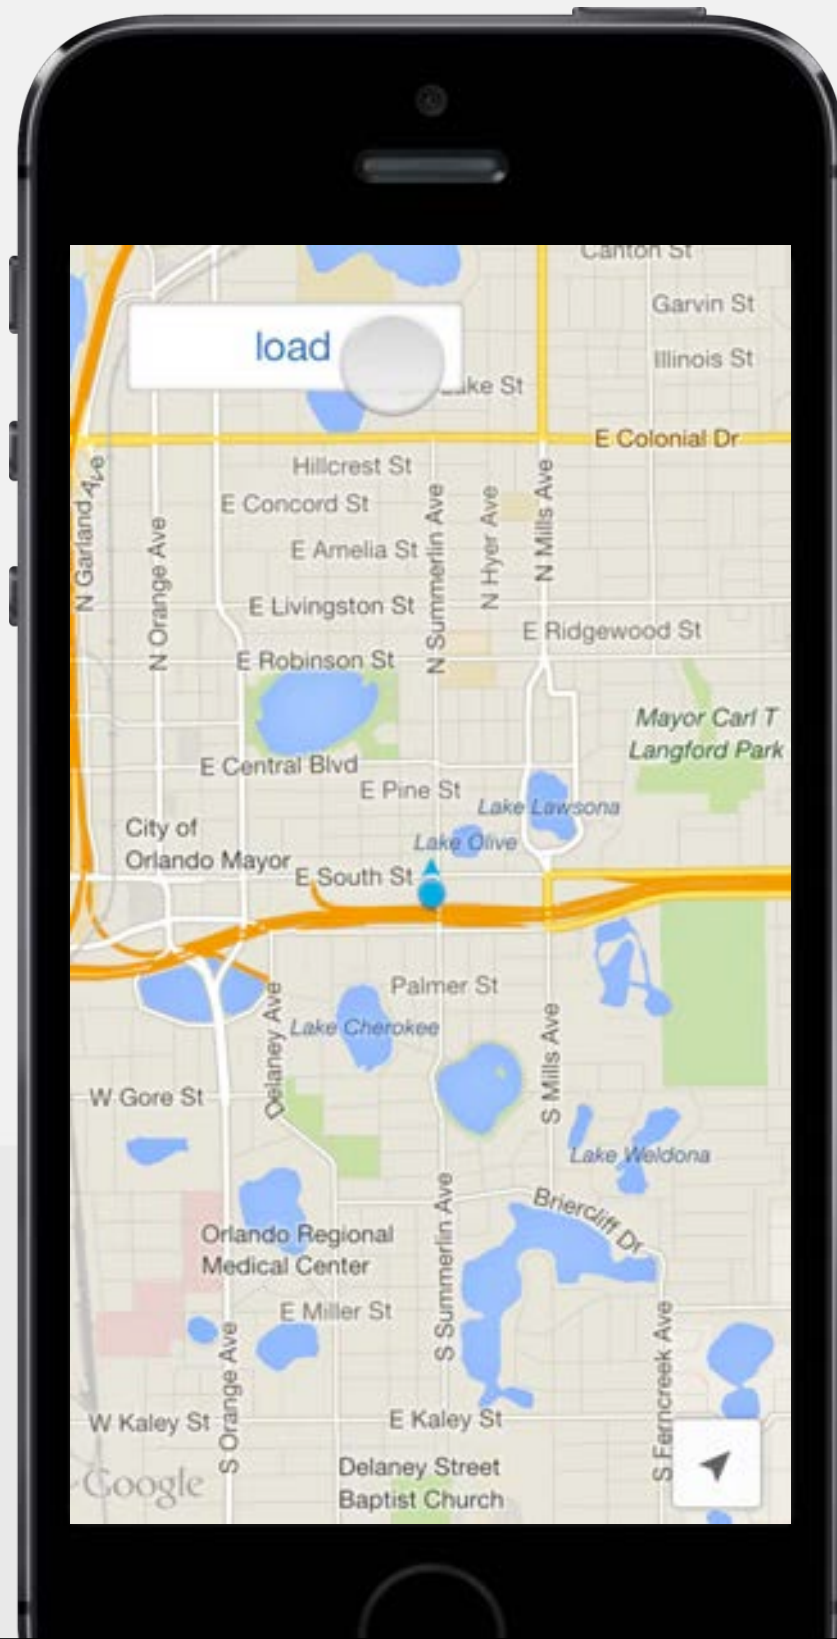 Canton St
Garvin St
load
Illinois St
Lake St
E Colonial Dr
Hillcrest St
N Garland Ave
E Concord St
N Orange Ave
N Summerlin Ave
N Hyer Ave
N Mills Ave
E Amelia St
E Livingston St
E Ridgewood St
E Robinson St
Mayor Carl T
Langford Park
E Central Blvd
E Pine St
Lake Lawsona
City of
Orlando Mayor
Lake Olive
E South St
Palmer St
Delaney Ave
Lake Cherokee
S Mills Ave
W Gore St
Lake Weldona
Briercliff Dr
Orlando Regional
Medical Center
S Summerlin Ave
E Miller St
S Orange Ave
S Ferncreek Ave
W Kaley St
E Kaley St
Google
Delaney Street
Baptist Church